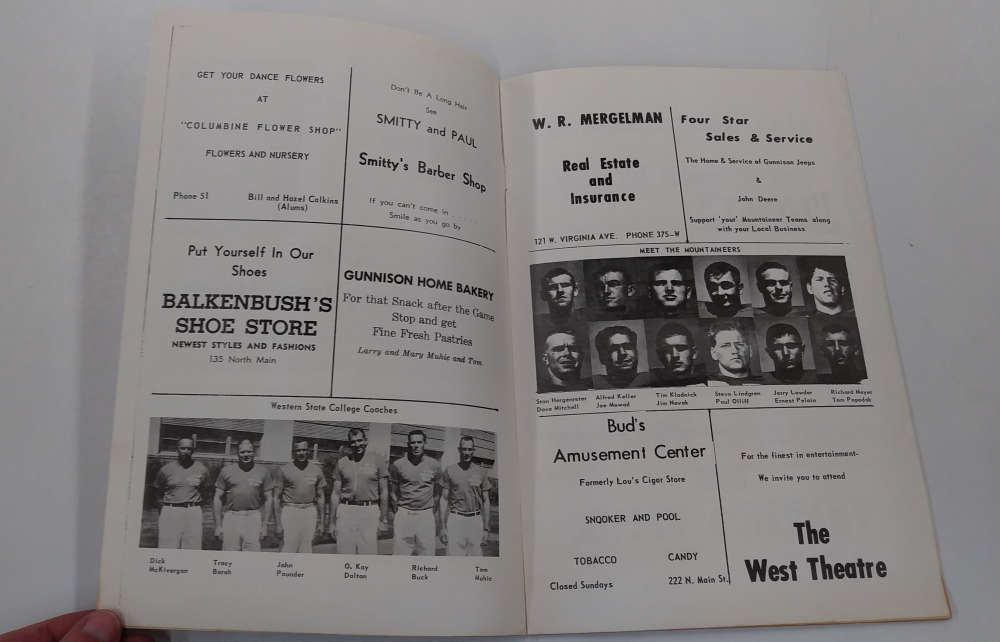 GET YOUR DANCE FLOWERS
AT
"COLUMBINE FLOWER SHOP"
FLOWERS AND NURSERY
Phone 51
Bill and Hazel Calkins
(Alums)
Don't Be A Long Hair
See
SMITTY and PAUL
Smitty's Barber Shop
If you can't come in . . . . .
Smile as you go by
Put Yourself In Our
Shoes
BALKENBUSH'S
SHOE STORE
NEWEST STYLES AND FASHIONS
135 North Main
GUNNISON HOME BAKERY
For that Snack after the Game
Stop and get
Fine Fresh Pastries
Larry and Mary Muhic and Tom
Western State College Coaches
Dick
McKivergan
Tracy
Borah
John
Pounder
O. Kay
Dalton
Richard
Buck
Tom
Muhic
W. R. MERGELMAN
Real Estate
and
Insurance
121 W. VIRGINIA AVE. PHONE 375-W
Four Star
Sales & Service
The Home & Service of Gunnison Jeeps
&
John Deere
Support 'your' Mountaineer Teams along
with your Local Business
MEET THE MOUNTAINEERS
Stan Hergenreter
Dave Mitchell
Alfred Keller
Joe Mawad
Tim Kladnick
Jim Novak
Steve Lindgren
Paul
Jerry Lowder
Ernest
Richard Meyer
Tom
Bud's
Amusement Center
Formerly Lou's Cigar Store
SNOOKER AND POOL
TOBACCO CANDY
Closed Sundays 222 N. Main St.
For the finest in entertainment-
We invite you to attend
The
West Theatre